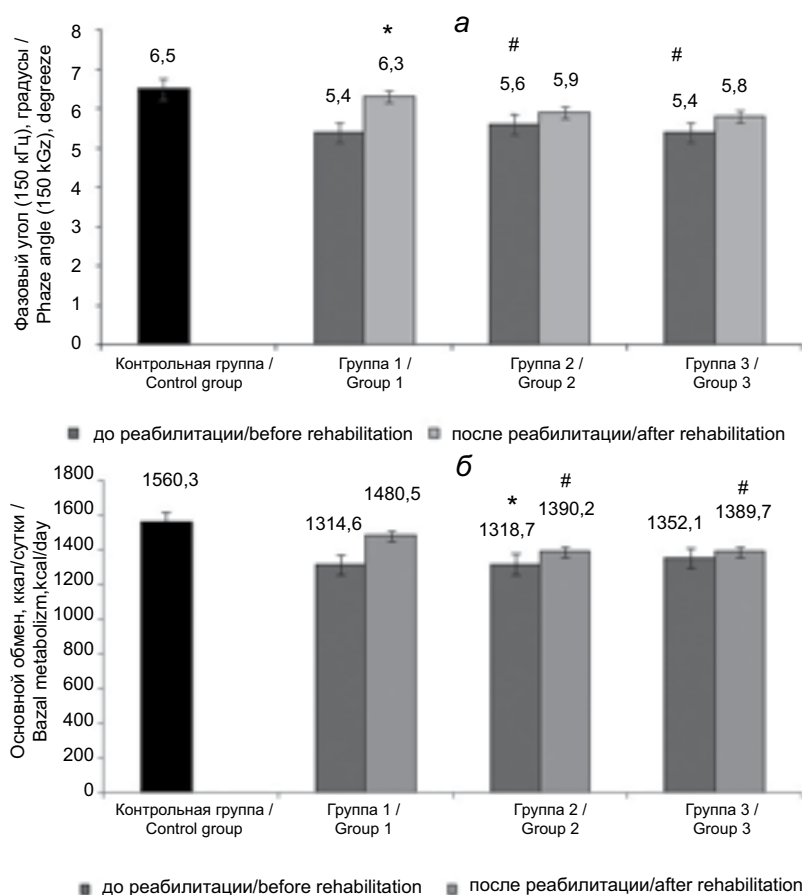 Фазовый угол (150 кГц), градусы /
Phaze angle (150 kGz), degreeze
8
7
6
5
4
3
2
1
0
а
6,5
5,4
*
6,3
#
5,6
5,9
#
5,4
5,8
Контрольная группа /
Control group
Группа 1 /
Group 1
Группа 2 /
Group 2
Группа 3 /
Group 3
до реабилитации/before rehabilitation
после реабилитации/after rehabilitation
Основной обмен, ккал/сутки /
Bazal metabolizm,kcal/day
1800
1600
1400
1200
1000
800
600
400
200
0
б
1560,3
1314,6
1480,5
*
1318,7
#
1390,2
1352,1
#
1389,7
Контрольная группа /
Control group
Группа 1 /
Group 1
Группа 2 /
Group 2
Группа 3 /
Group 3
до реабилитации/before rehabilitation
после реабилитации/after rehabilitation